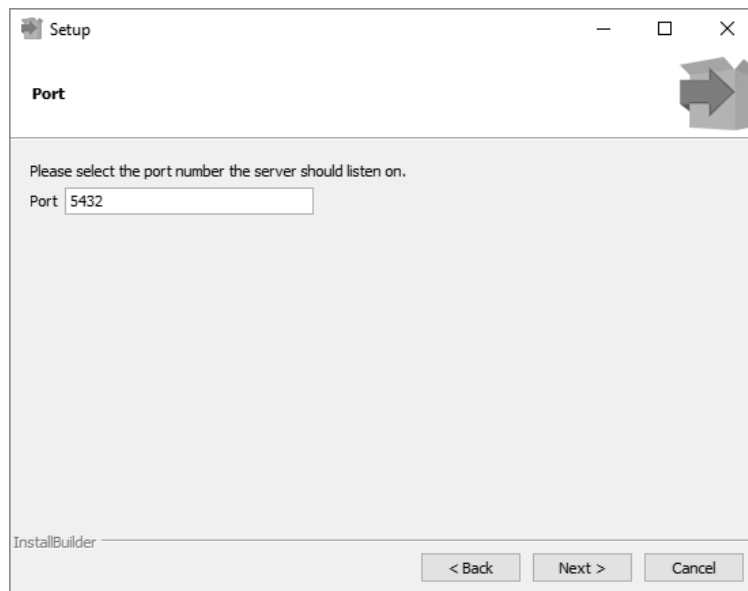 Setup
Port
Please select the port number the server should listen on.
Port 5432
InstallBuilder
< Back Next > Cancel